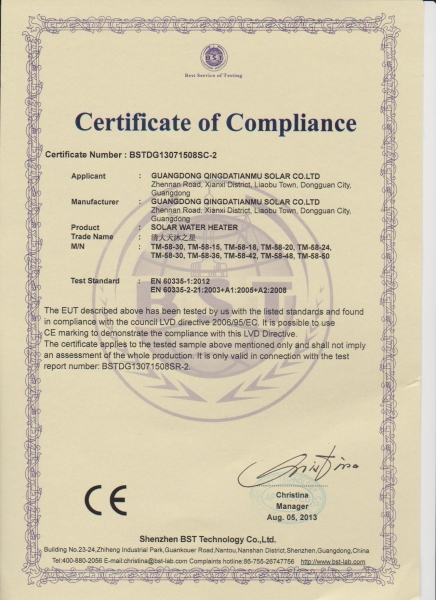 BST
Best Service of Testing
Certificate of Compliance
Certificate Number : BSTDG13071508SC-2
Applicant : GUANGDONG QINGDATIANMU SOLAR CO.LTD
Zhennan Road, Xianxi District, Liaobu Town, Dongguan City,
Guangdong
Manufacturer : GUANGDONG QINGDATIANMU SOLAR CO.LTD
Zhennan Road, Xianxi District, Liaobu Town, Dongguan City,
Guangdong
Product : SOLAR WATER HEATER
Trade Name : 清大天沐之星
M/N : TM-58-30, TM-58-15, TM-58-18, TM-58-20, TM-58-24,
TM-58-30, TM-58-36, TM-58-42, TM-58-48, TM-58-50
Test Standard : EN 60335-1:2012
EN 60335-2-21:2003+A1:2005+A2:2008
The EUT described above has been tested by us with the listed standards and found
in compliance with the council LVD directive 2006/95/EC. It is possible to use
CE marking to demonstrate the compliance with this LVD Directive.
The certificate applies to the tested sample above mentioned only and shall not imply
an assessment of the whole production. It is only valid in connection with the test
report number: BSTDG13071508SR-2.
BST
CE
Christina
Christina
Manager
Aug. 05, 2013
Shenzhen BST Technology Co.,Ltd.
Building No.23-24,Zhiheng Industrial Park,Guankouer Road,Nantou,Nanshan District,Shenzhen,Guangdong,China
Tel:400-880-2056 E-mail:christina@bst-lab.com Complaints hotline:86-755-26747756 http://www.bst-lab.com